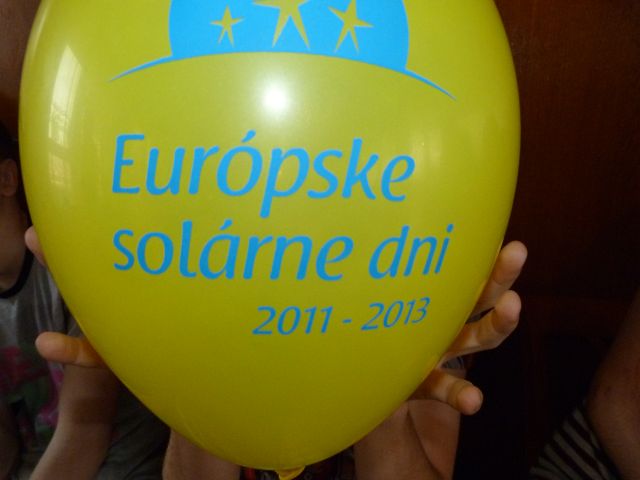 Európske
solárne dni
2011 - 2013